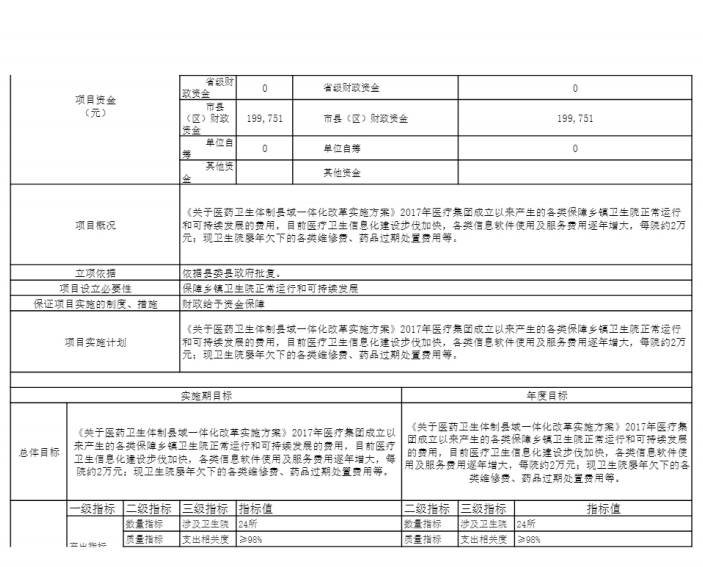 项目资金
（元）
省级财
政资金
0
省级财政资金
0
市县
（区）财政
资金
199,751
市县（区）财政资金
199,751
单位自
筹
0
单位自筹
0
其他资
金
其他资金
项目概况
《关于医药卫生体制县域一体化改革实施方案》2017年医疗集团成立以来产生的各类保障乡镇卫生院正常运行
和可持续发展的费用，目前医疗卫生信息化建设步伐加快，各类信息软件使用及服务费用逐年增大，每院约2万
元；现卫生院屡年欠下的各类维修费、药品过期处置费用等。
立项依据
依据县委县政府批复。
项目设立必要性
保障乡镇卫生院正常运行和可持续发展
保证项目实施的制度、措施
财政给予资金保障
项目实施计划
《关于医药卫生体制县域一体化改革实施方案》2017年医疗集团成立以来产生的各类保障乡镇卫生院正常运行
和可持续发展的费用，目前医疗卫生信息化建设步伐加快，各类信息软件使用及服务费用逐年增大，每院约2万
元；现卫生院屡年欠下的各类维修费、药品过期处置费用等。
实施期目标
年度目标
总体目标
《关于医药卫生体制县域一体化改革实施方案》2017年医疗集团成立以
来产生的各类保障乡镇卫生院正常运行和可持续发展的费用，目前医疗
卫生信息化建设步伐加快，各类信息软件使用及服务费用逐年增大，每
院约2万元；现卫生院屡年欠下的各类维修费、药品过期处置费用等。
《关于医药卫生体制县域一体化改革实施方案》2017年医疗集
团成立以来产生的各类保障乡镇卫生院正常运行和可持续发展
的费用，目前医疗卫生信息化建设步伐加快，各类信息软件使
用及服务费用逐年增大，每院约2万元；现卫生院屡年欠下的各
类维修费、药品过期处置费用等。
一级指标
二级指标
三级指标
指标值
二级指标
三级指标
指标值
数量指标
涉及卫生院
24所
数量指标
涉及卫生院
24所
质量指标
支出相关度
≥98%
质量指标
支出相关度
≥98%